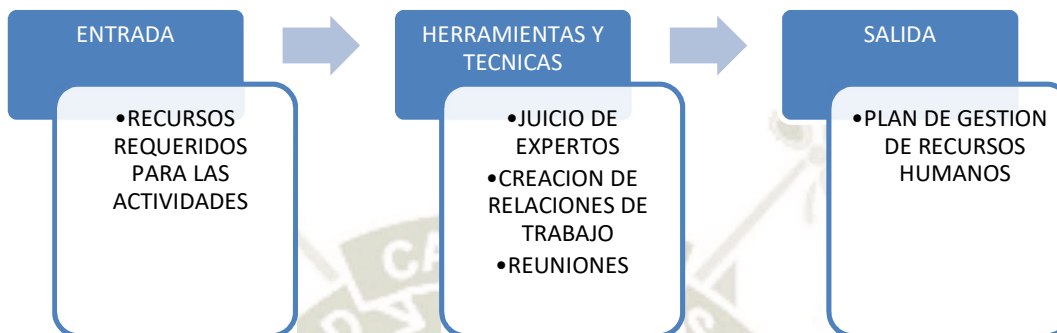 ENTRADA
•RECURSOS
REQUERIDOS
PARA LAS
ACTIVIDADES
HERRAMIENTAS Y
TECNICAS
•JUICIO DE
EXPERTOS
•CREACION DE
RELACIONES DE
TRABAJO
•REUNIONES
SALIDA
•PLAN DE GESTION
DE RECURSOS
HUMANOS